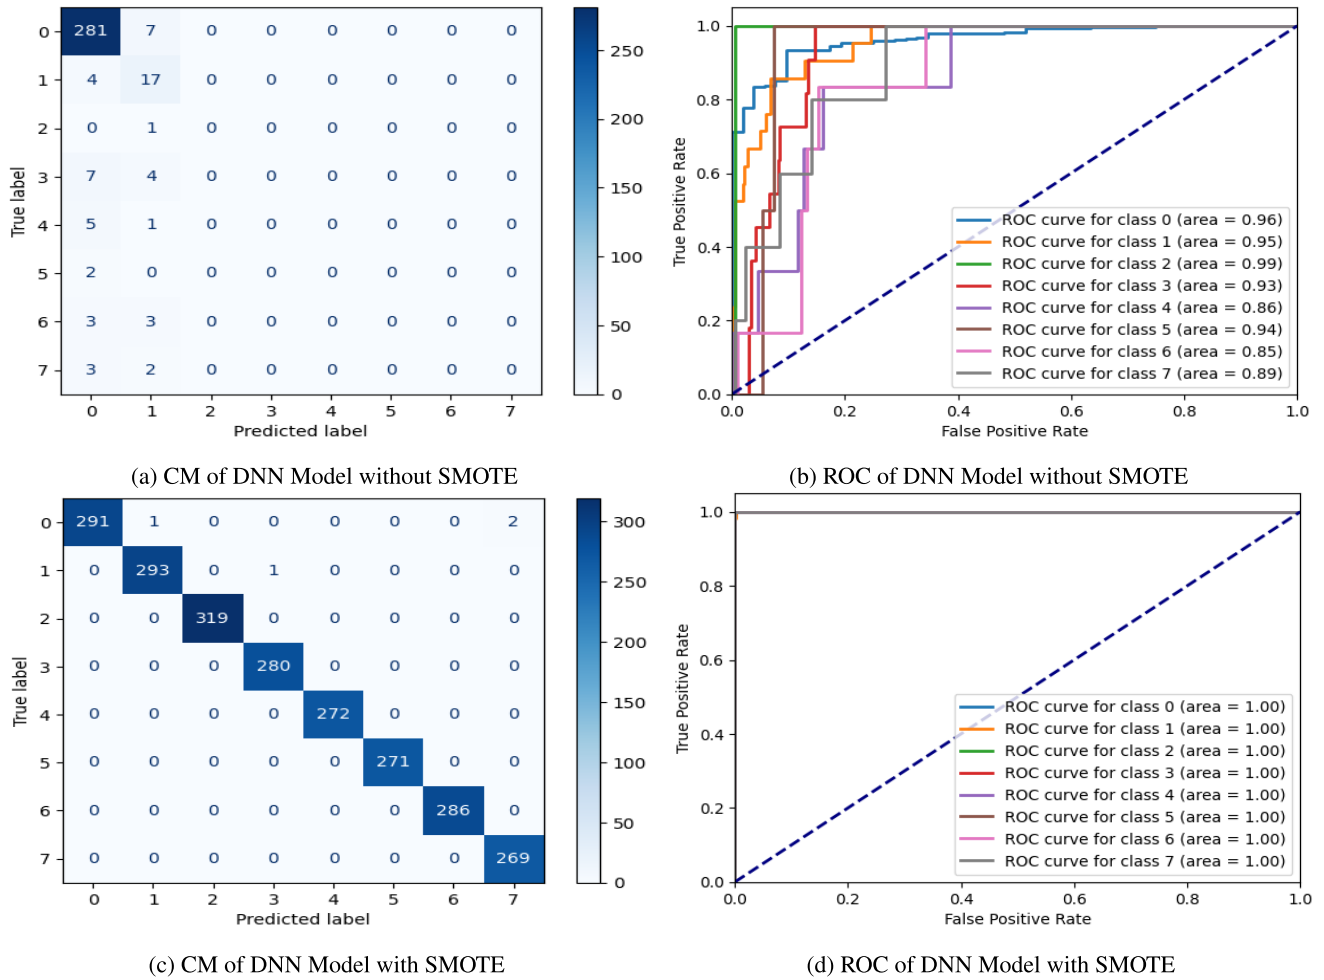 0 281 7 0 0 0 0 0 0
1 4 17 0 0 0 0 0 0
2 0 1 0 0 0 0 0 0
3 7 4 0 0 0 0 0 0
4 5 1 0 0 0 0 0 0
5 2 0 0 0 0 0 0 0
6 3 3 0 0 0 0 0 0
7 3 2 0 0 0 0 0 0
0 1 2 3 4 5 6 7
Predicted label
True label
250
200
150
100
50
0
1.0
0.8
0.6
0.4
0.2
0.0
True Positive Rate
ROC curve for class 0 (area = 0.96)
ROC curve for class 1 (area = 0.95)
ROC curve for class 2 (area = 0.99)
ROC curve for class 3 (area = 0.93)
ROC curve for class 4 (area = 0.86)
ROC curve for class 5 (area = 0.94)
ROC curve for class 6 (area = 0.85)
ROC curve for class 7 (area = 0.89)
0.0 0.2 0.4 0.6 0.8 1.0
False Positive Rate
(a) CM of DNN Model without SMOTE
(b) ROC of DNN Model without SMOTE
0 291 1 0 0 0 0 0 2
1 0 293 0 1 0 0 0 0
2 0 0 319 0 0 0 0 0
3 0 0 0 280 0 0 0 0
4 0 0 0 0 272 0 0 0
5 0 0 0 0 0 271 0 0
6 0 0 0 0 0 0 286 0
7 0 0 0 0 0 0 0 269
0 1 2 3 4 5 6 7
Predicted label
True label
300
250
200
150
100
50
0
1.0
0.8
0.6
0.4
0.2
0.0
True Positive Rate
ROC curve for class 0 (area = 1.00)
ROC curve for class 1 (area = 1.00)
ROC curve for class 2 (area = 1.00)
ROC curve for class 3 (area = 1.00)
ROC curve for class 4 (area = 1.00)
ROC curve for class 5 (area = 1.00)
ROC curve for class 6 (area = 1.00)
ROC curve for class 7 (area = 1.00)
0.0 0.2 0.4 0.6 0.8 1.0
False Positive Rate
(c) CM of DNN Model with SMOTE
(d) ROC of DNN Model with SMOTE